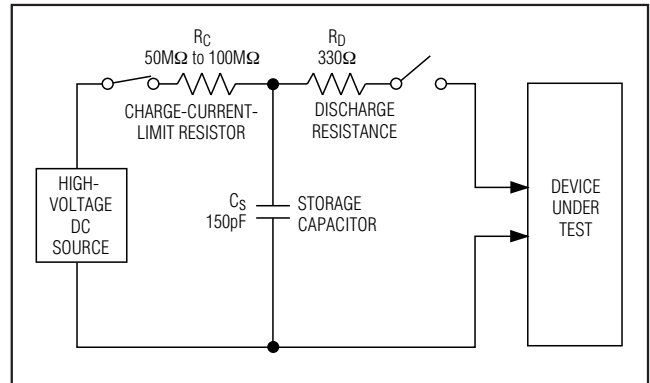 RC
50MΩ to 100MΩ
CHARGE-CURRENT-
LIMIT RESISTOR
RD
330Ω
DISCHARGE
RESISTANCE
HIGH-
VOLTAGE
DC
SOURCE
CS
150pF
STORAGE
CAPACITOR
DEVICE
UNDER
TEST